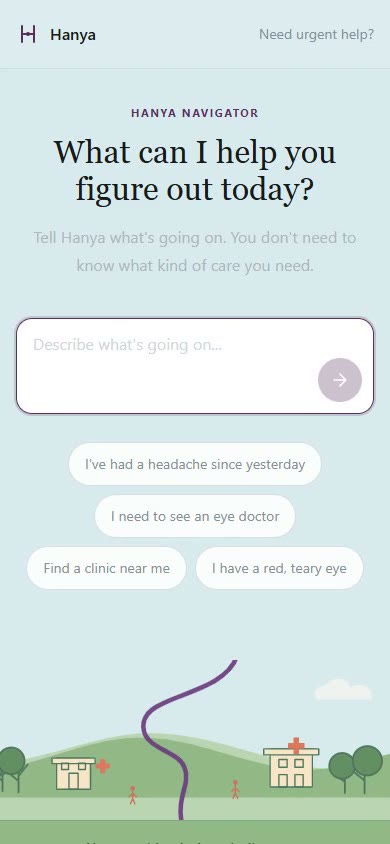 Hanya
Need urgent help?
HANYA NAVIGATOR
What can I help you
figure out today?
Tell Hanya what's going on. You don't need to
know what kind of care you need.
Describe what's going on...
I've had a headache since yesterday
I need to see an eye doctor
Find a clinic near me
I have a red, teary eye